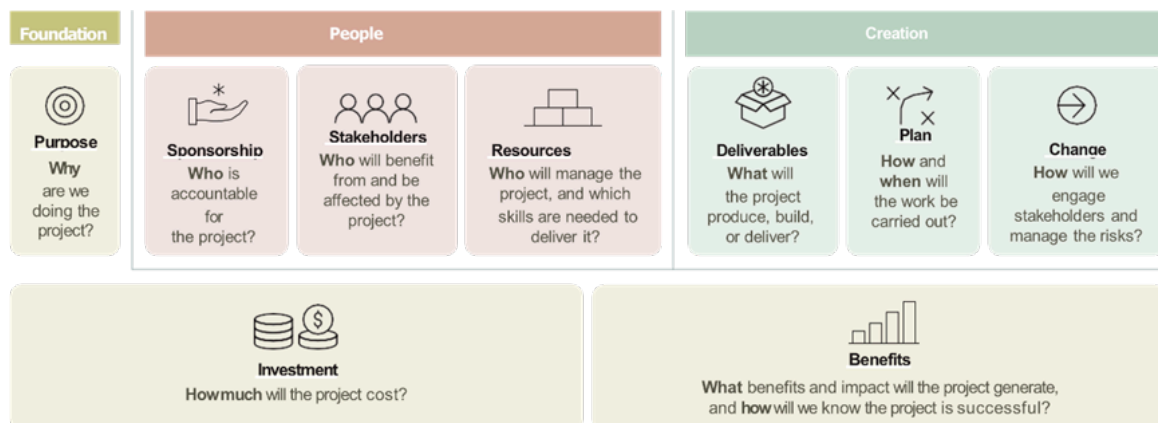 Foundation
People
Creation
Purpose
Why
are we
doing the
project?
Sponsorship
Who is
accountable
for
the project?
Stakeholders
Who will benefit
from and be
affected by the
project?
Resources
Who will manage the
project, and which
skills are needed to
deliver it?
Deliverables
What will
the project
produce, build,
or deliver?
Plan
How and
when will
the work be
carried out?
Change
How will we
engage
stakeholders and
manage the risks?
$
Investment
Howmuch will the project cost?
Benefits
What benefits and impact will the project generate,
and how will we know the project is successful?